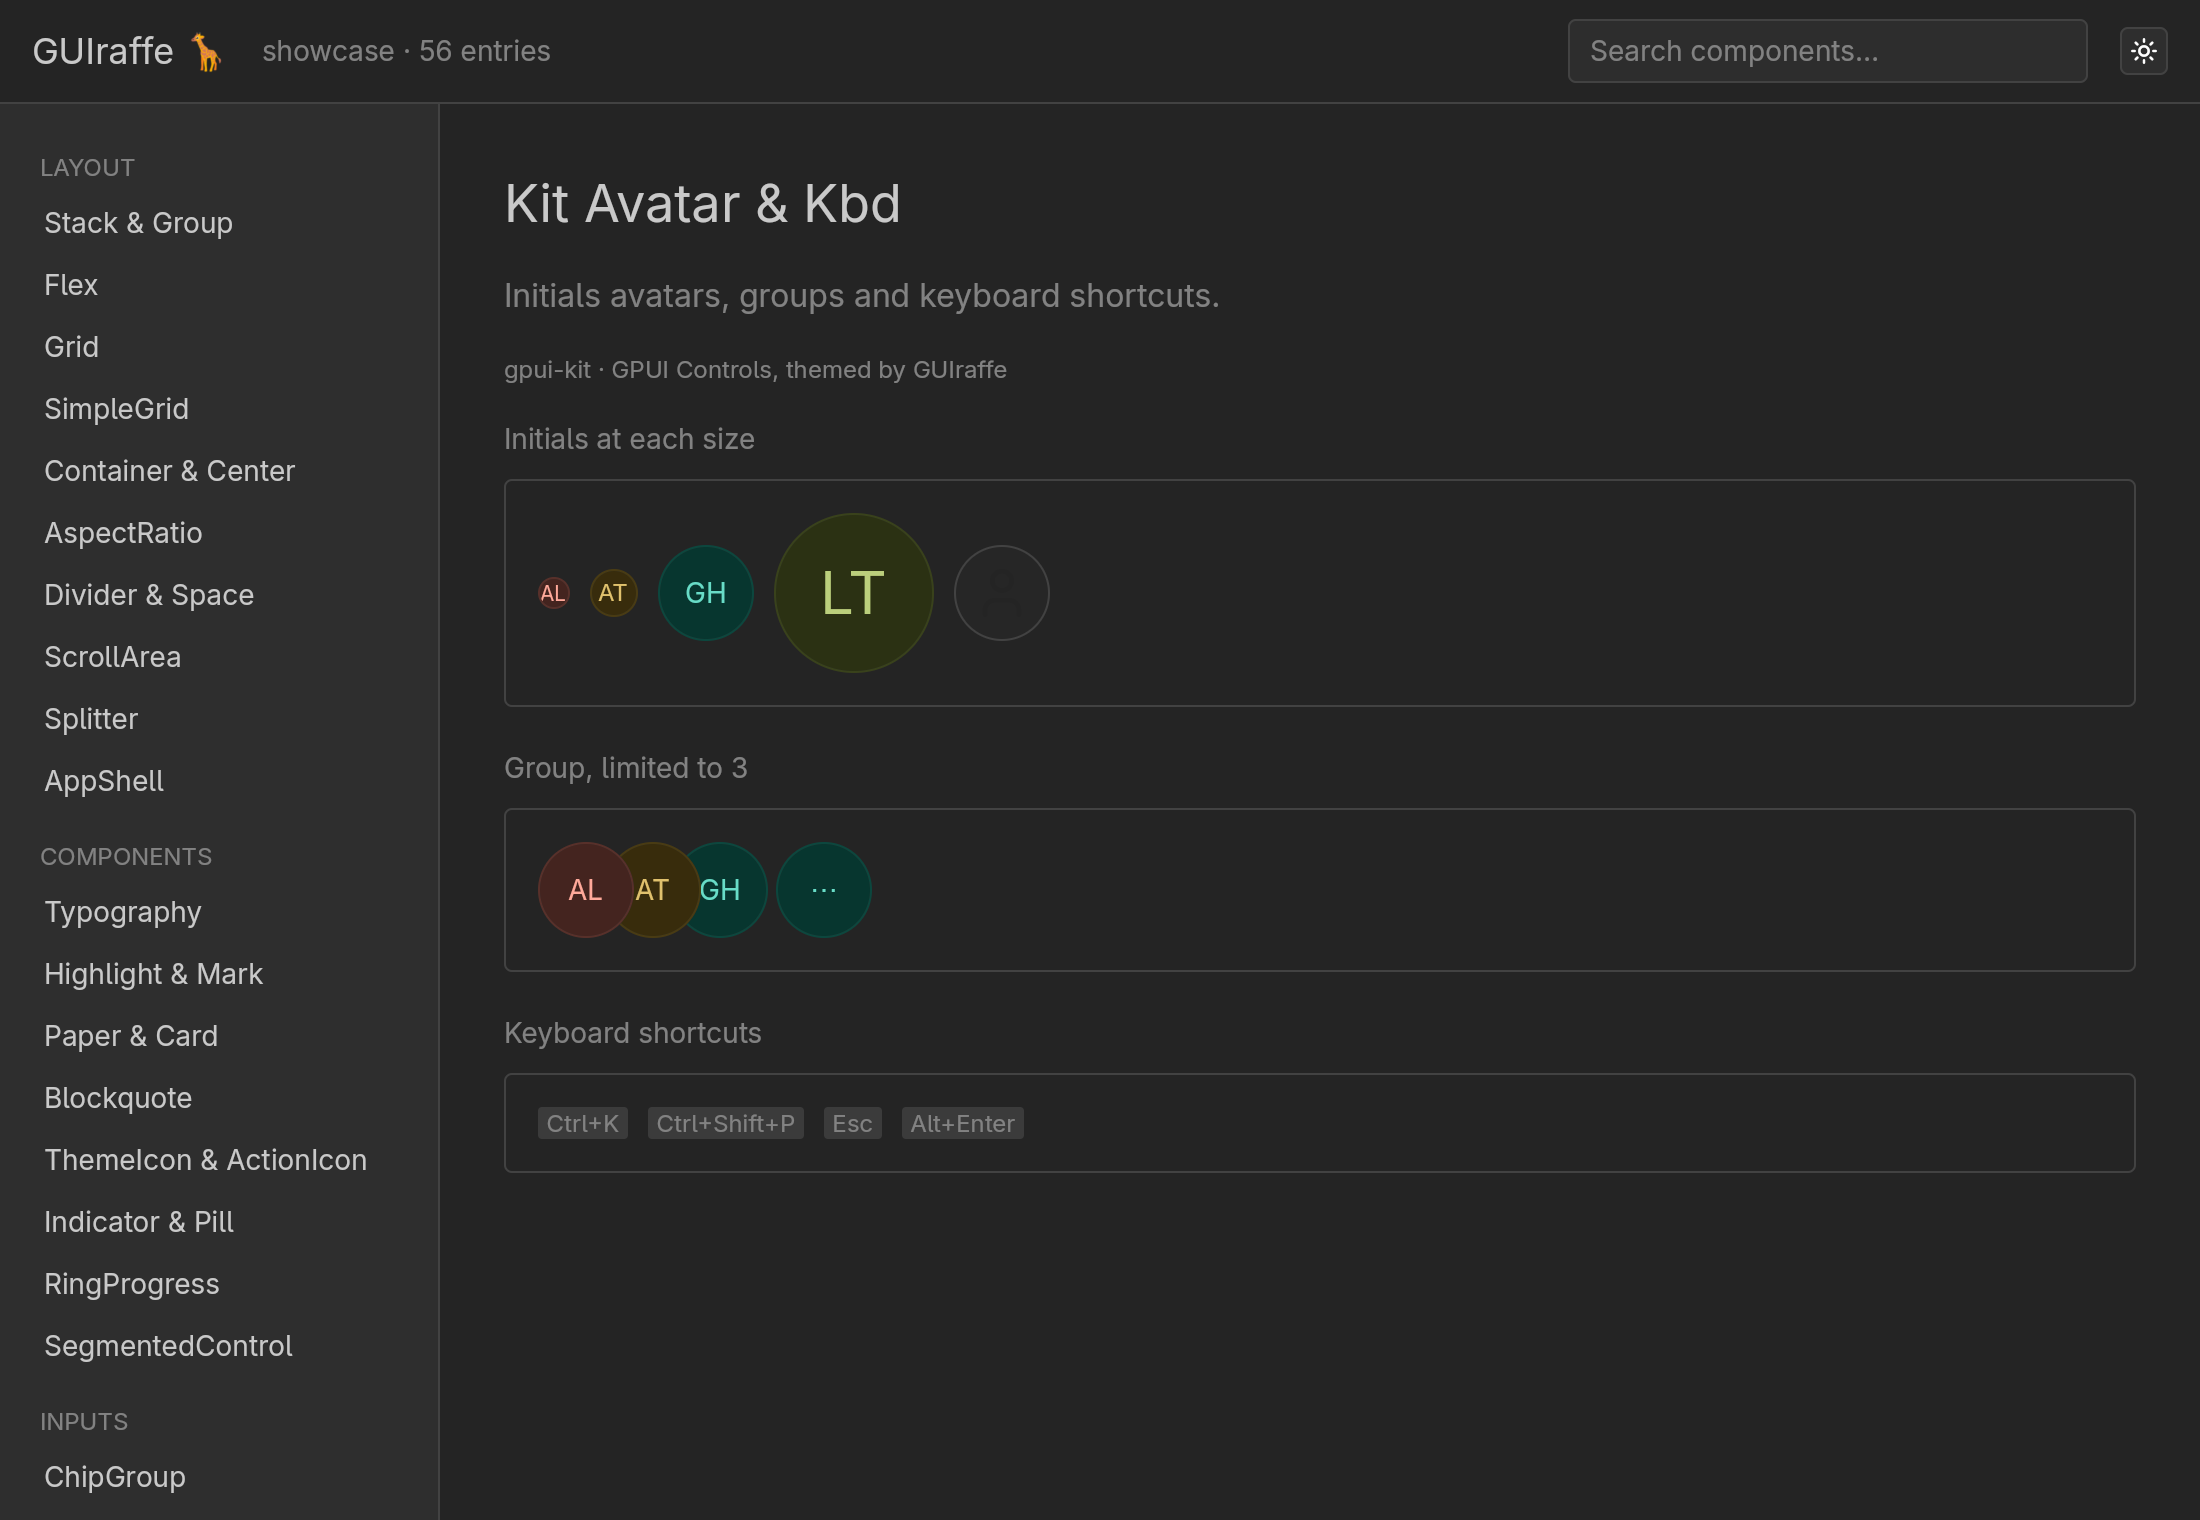 GUIraffe 🦒 showcase · 56 entries
Search components...
LAYOUT
Stack & Group
Flex
Grid
SimpleGrid
Container & Center
AspectRatio
Divider & Space
ScrollArea
Splitter
AppShell
COMPONENTS
Typography
Highlight & Mark
Paper & Card
Blockquote
ThemeIcon & ActionIcon
Indicator & Pill
RingProgress
SegmentedControl
INPUTS
ChipGroup
Kit Avatar & Kbd
Initials avatars, groups and keyboard shortcuts.
gpui-kit · GPUI Controls, themed by GUIraffe
Initials at each size
AL AT GH LT
Group, limited to 3
AL AT GH ⋯
Keyboard shortcuts
Ctrl+K Ctrl+Shift+P Esc Alt+Enter